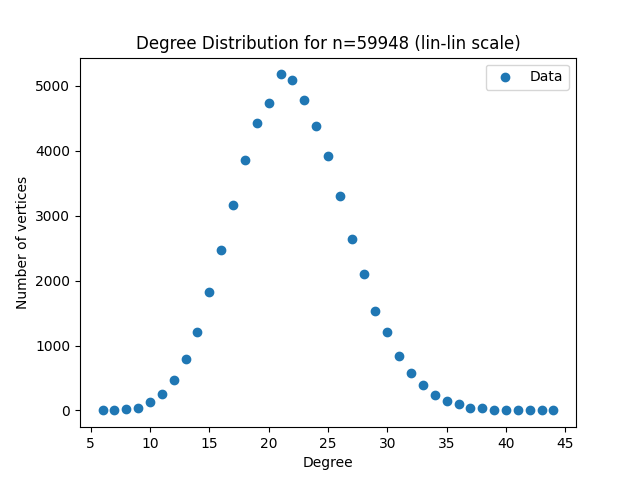 Degree Distribution for n=59948 (lin-lin scale)
Data
Number of vertices
5000
4000
3000
2000
1000
0
5 10 15 20 25 30 35 40 45
Degree